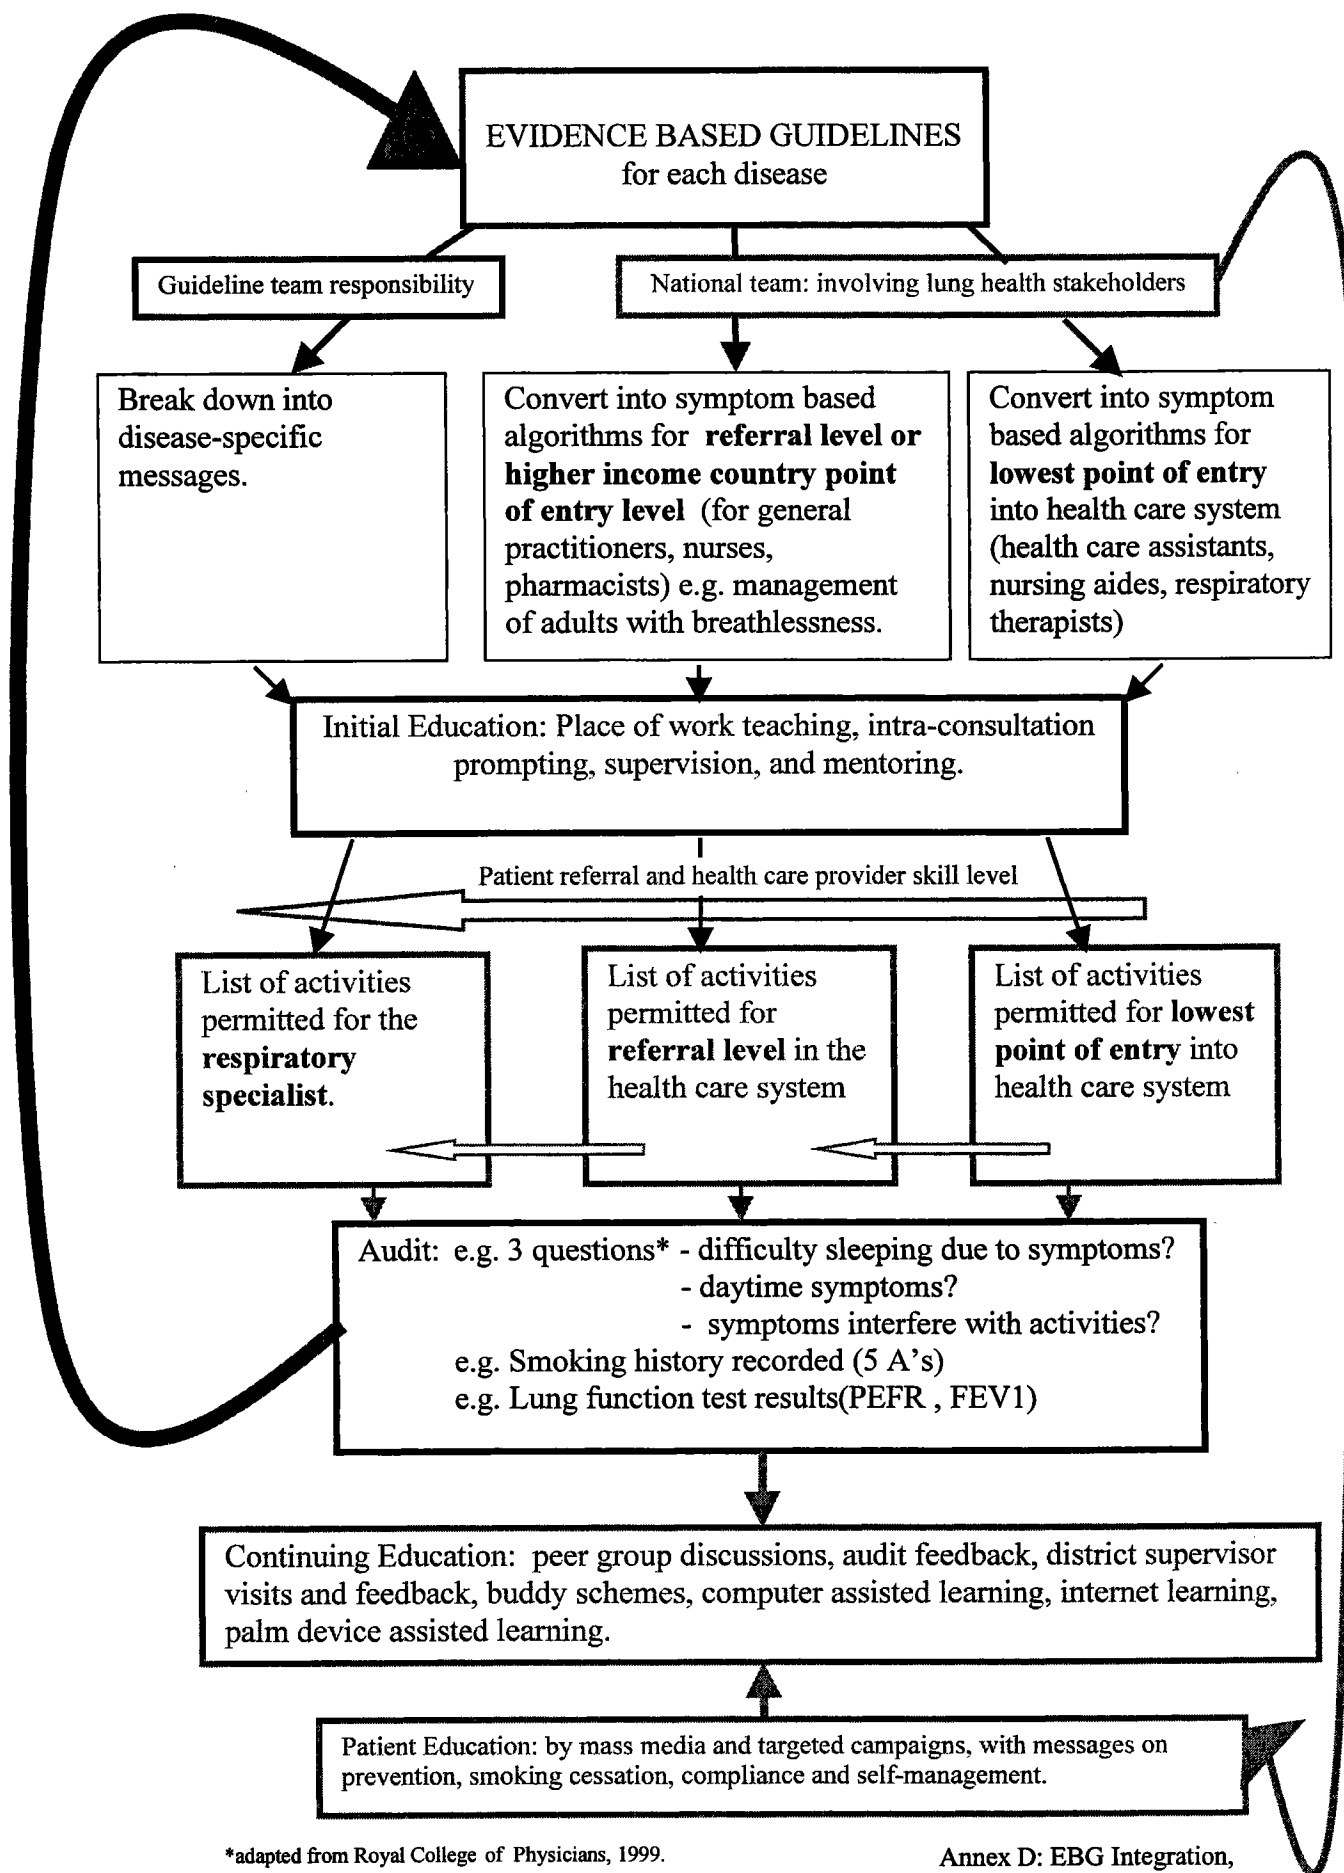 EVIDENCE BASED GUIDELINES
for each disease
Guideline team responsibility
National team: involving lung health stakeholders
Break down into
disease-specific
messages.
Convert into symptom based
algorithms for referral level or
higher income country point
of entry level (for general
practitioners, nurses,
pharmacists) e.g. management
of adults with breathlessness.
Convert into symptom
based algorithms for
lowest point of entry
into health care system
(health care assistants,
nursing aides, respiratory
therapists)
Initial Education: Place of work teaching, intra-consultation
prompting, supervision, and mentoring.
Patient referral and health care provider skill level
List of activities
permitted for the
respiratory
specialist.
List of activities
permitted for
referral level in the
health care system
List of activities
permitted for lowest
point of entry into
health care system
Audit: e.g. 3 questions* - difficulty sleeping due to symptoms?
- daytime symptoms?
- symptoms interfere with activities?
e.g. Smoking history recorded (5 A's)
e.g. Lung function test results(PEFR , FEV1)
Continuing Education: peer group discussions, audit feedback, district supervisor
visits and feedback, buddy schemes, computer assisted learning, internet learning,
palm device assisted learning.
Patient Education: by mass media and targeted campaigns, with messages on
prevention, smoking cessation, compliance and self-management.
*adapted from Royal College of Physicians, 1999.
Annex D: EBG Integration,